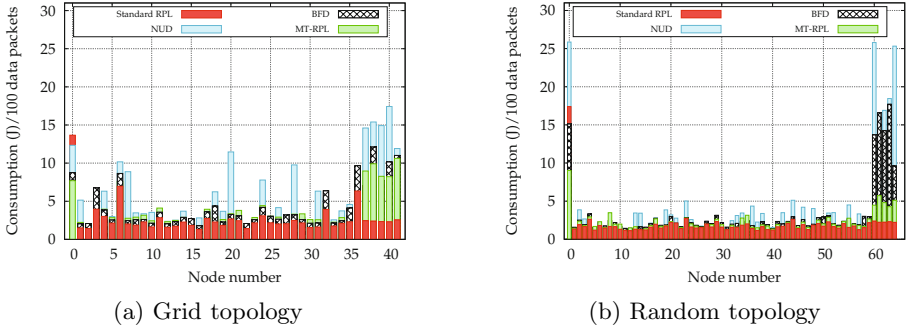 Standard RPL
BFD
NUD
MT-RPL
Consumption (J)/100 data packets
30
25
20
15
10
5
0
0 5 10 15 20 25 30 35 40
Node number
(a) Grid topology
Standard RPL
BFD
NUD
MT-RPL
Consumption (J)/100 data packets
30
25
20
15
10
5
0
0 10 20 30 40 50 60
Node number
(b) Random topology